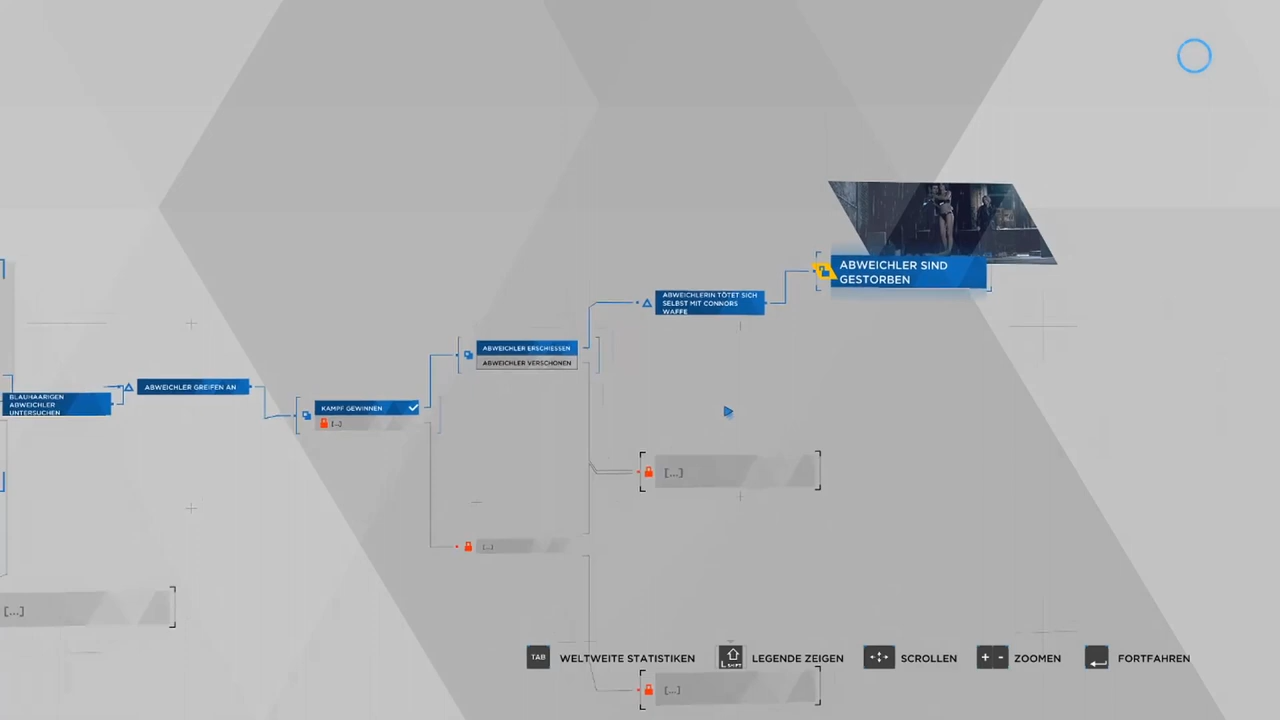 ABWEICHLER SIND
GESTORBEN
ABWEICHLERIN TÖTET SICH
SELBST MIT CONNORS
WAFFE
ABWEICHLER ERSCHIESSEN
ABWEICHLER VERSCHONEN
BLAUHAARIGEN
ABWEICHLER
UNTERSUCHEN
ABWEICHLER GREIFEN AN
KAMPF GEWINNEN
[...]
[...]
[...]
[...]
[...]
TAB WELTWEITE STATISTIKEN
LEGENDE ZEIGEN
SCROLLEN
+ - ZOOMEN
FORTFAHREN